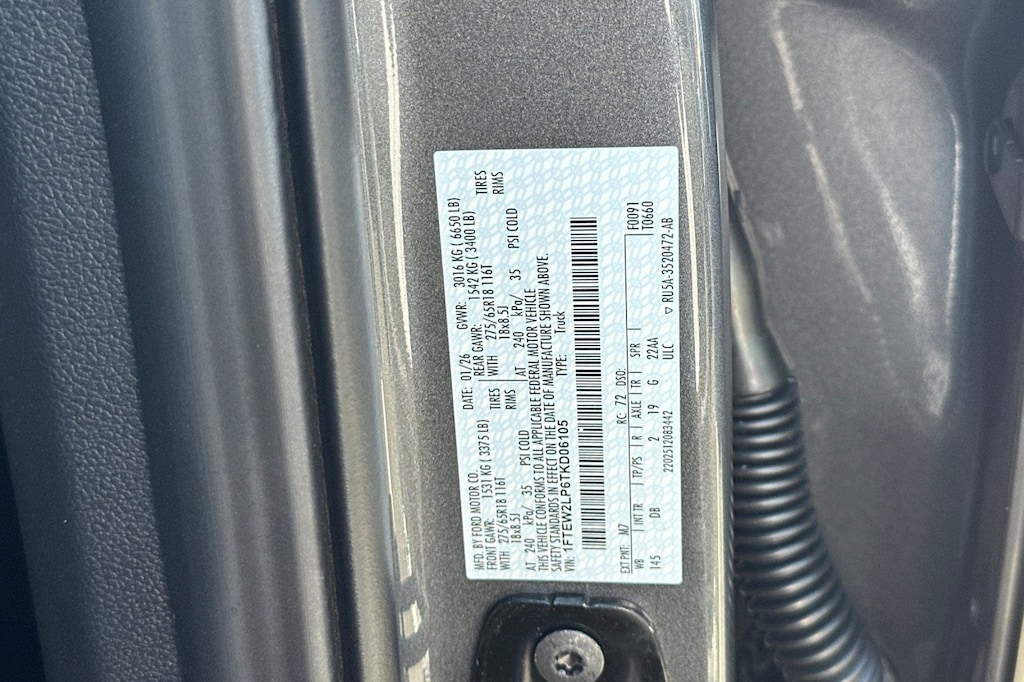 MFD. BY FORD MOTOR CO. DATE: 01/26 GVWR: 3016 KG ( 6650 LB)
FRONT GAWR: 1531 KG ( 3375 LB) REAR GAWR: 1542 KG ( 3400 LB)
WITH 275/65R18 116T TIRES WITH 275/65R18 116T TIRES
18x8.5J RIMS 18x8.5J RIMS
AT 240 kPa/ 35 PSI COLD AT 240 kPa/ 35 PSI COLD
THIS VEHICLE CONFORMS TO ALL APPLICABLE FEDERAL MOTOR VEHICLE
SAFETY STANDARDS IN EFFECT ON THE DATE OF MANUFACTURE SHOWN ABOVE.
VIN: 1FTEW2LP6TKD06105 TYPE: Truck
EXT PNT: M7 RC: 72 DSO: F0091
WB INT TR TP/PS R AXLE TR SPR T0660
145 DB 2 19 G 22AA
2202512083442 ULC
▽ RU5A-3520472-AB